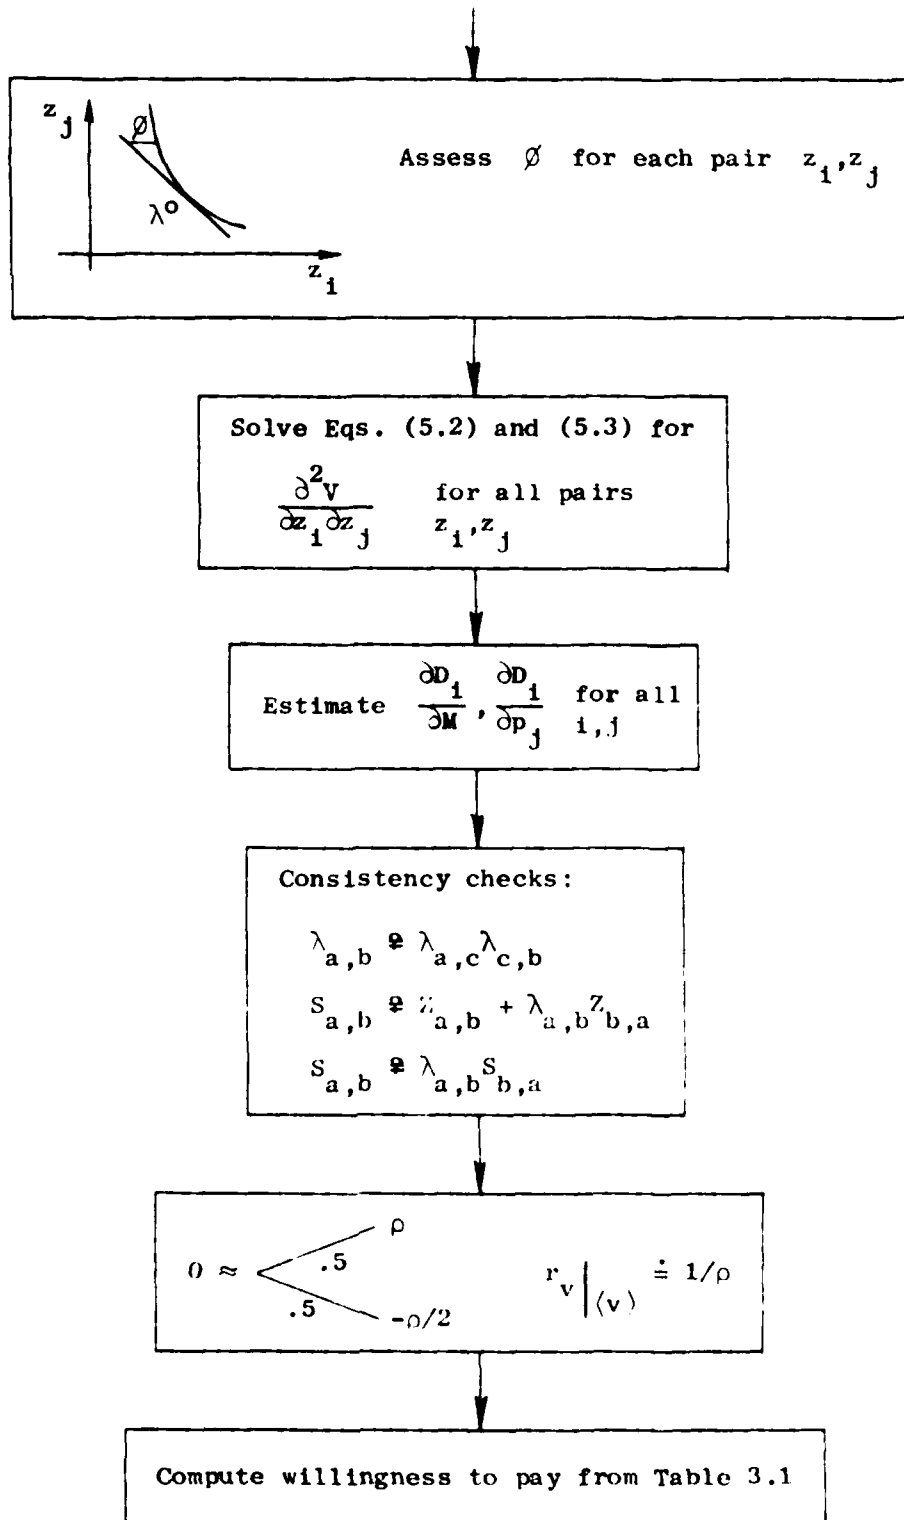 z_j
∅
λ°
z_i
Assess ∅ for each pair z_i,z_j
Solve Eqs. (5.2) and (5.3) for
∂²V / ∂z_i ∂z_j for all pairs z_i,z_j
Estimate ∂D_i/∂M , ∂D_i/∂p_j for all i,j
Consistency checks:
λ_a,b ≟ λ_a,c λ_c,b
S_a,b ≟ Z_a,b + λ_a,b Z_b,a
S_a,b ≟ λ_a,b S_b,a
0 ≈
.5
ρ
.5
-ρ/2
r_v|⟨v⟩ ≐ 1/ρ
Compute willingness to pay from Table 3.1